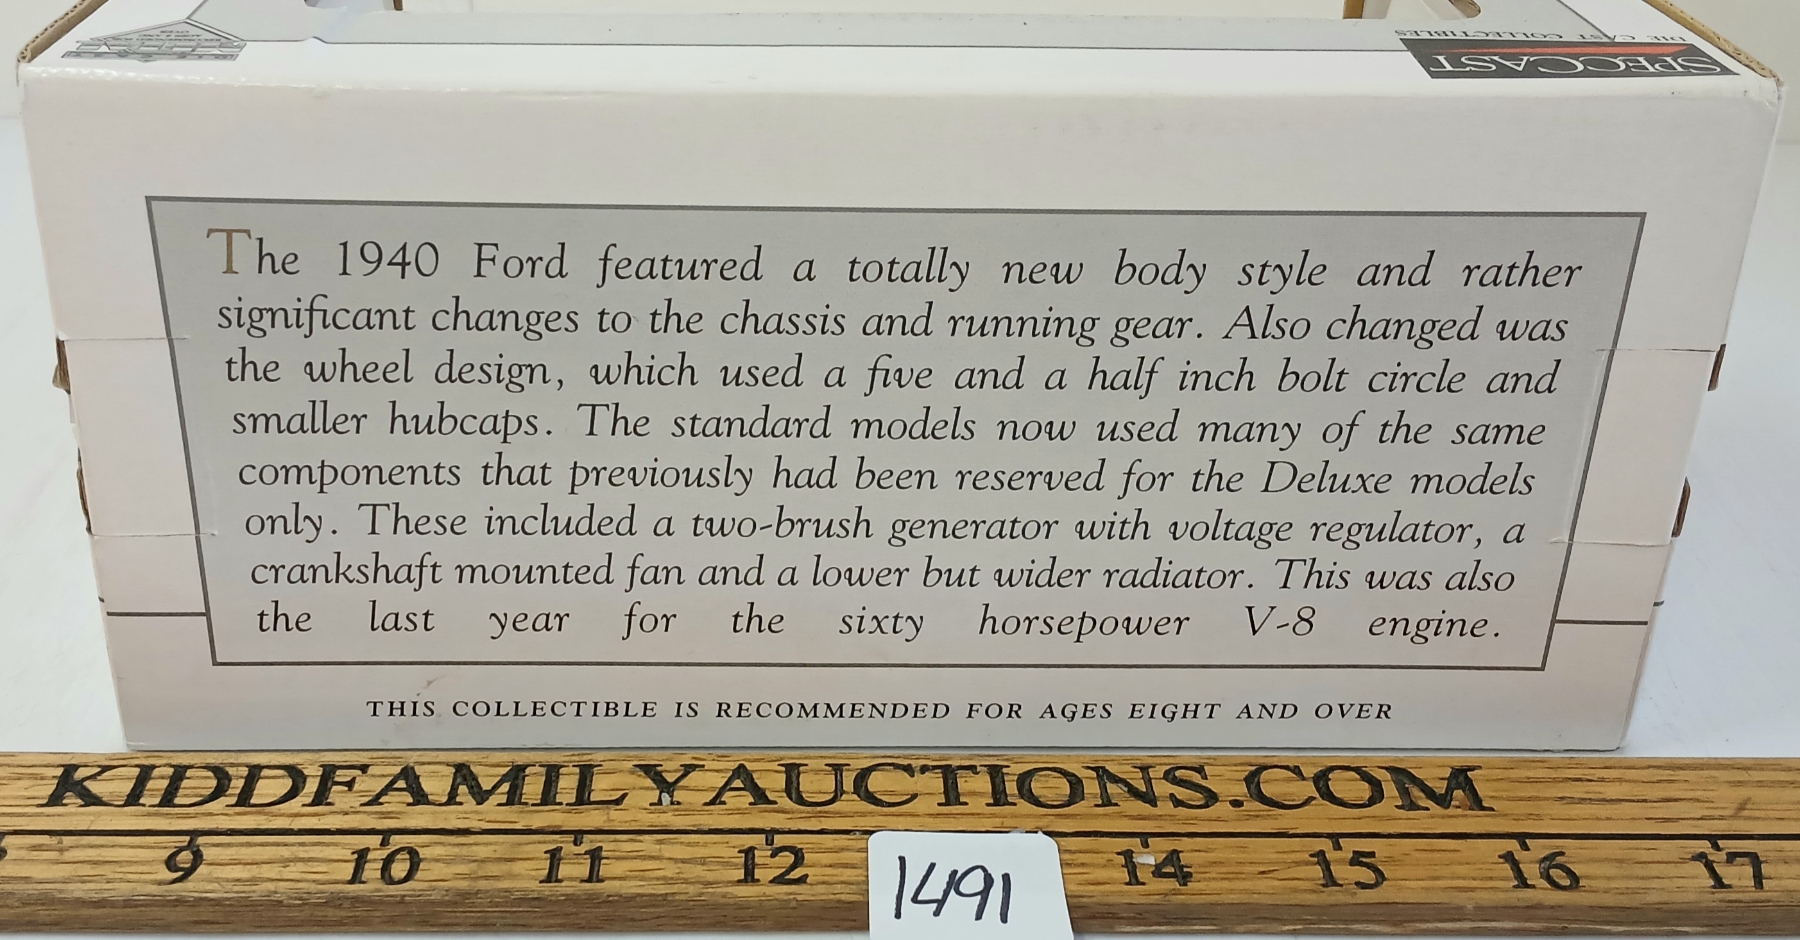 DIE CAST COLLECTIBLES
SPECCAST
The 1940 Ford featured a totally new body style and rather
significant changes to the chassis and running gear. Also changed was
the wheel design, which used a five and a half inch bolt circle and
smaller hubcaps. The standard models now used many of the same
components that previously had been reserved for the Deluxe models
only. These included a two-brush generator with voltage regulator, a
crankshaft mounted fan and a lower but wider radiator. This was also
the last year for the sixty horsepower V-8 engine.
THIS COLLECTIBLE IS RECOMMENDED FOR AGES EIGHT AND OVER
KIDDFAMILYAUCTIONS.COM
9 10 11 12 14 15 16 17
1491